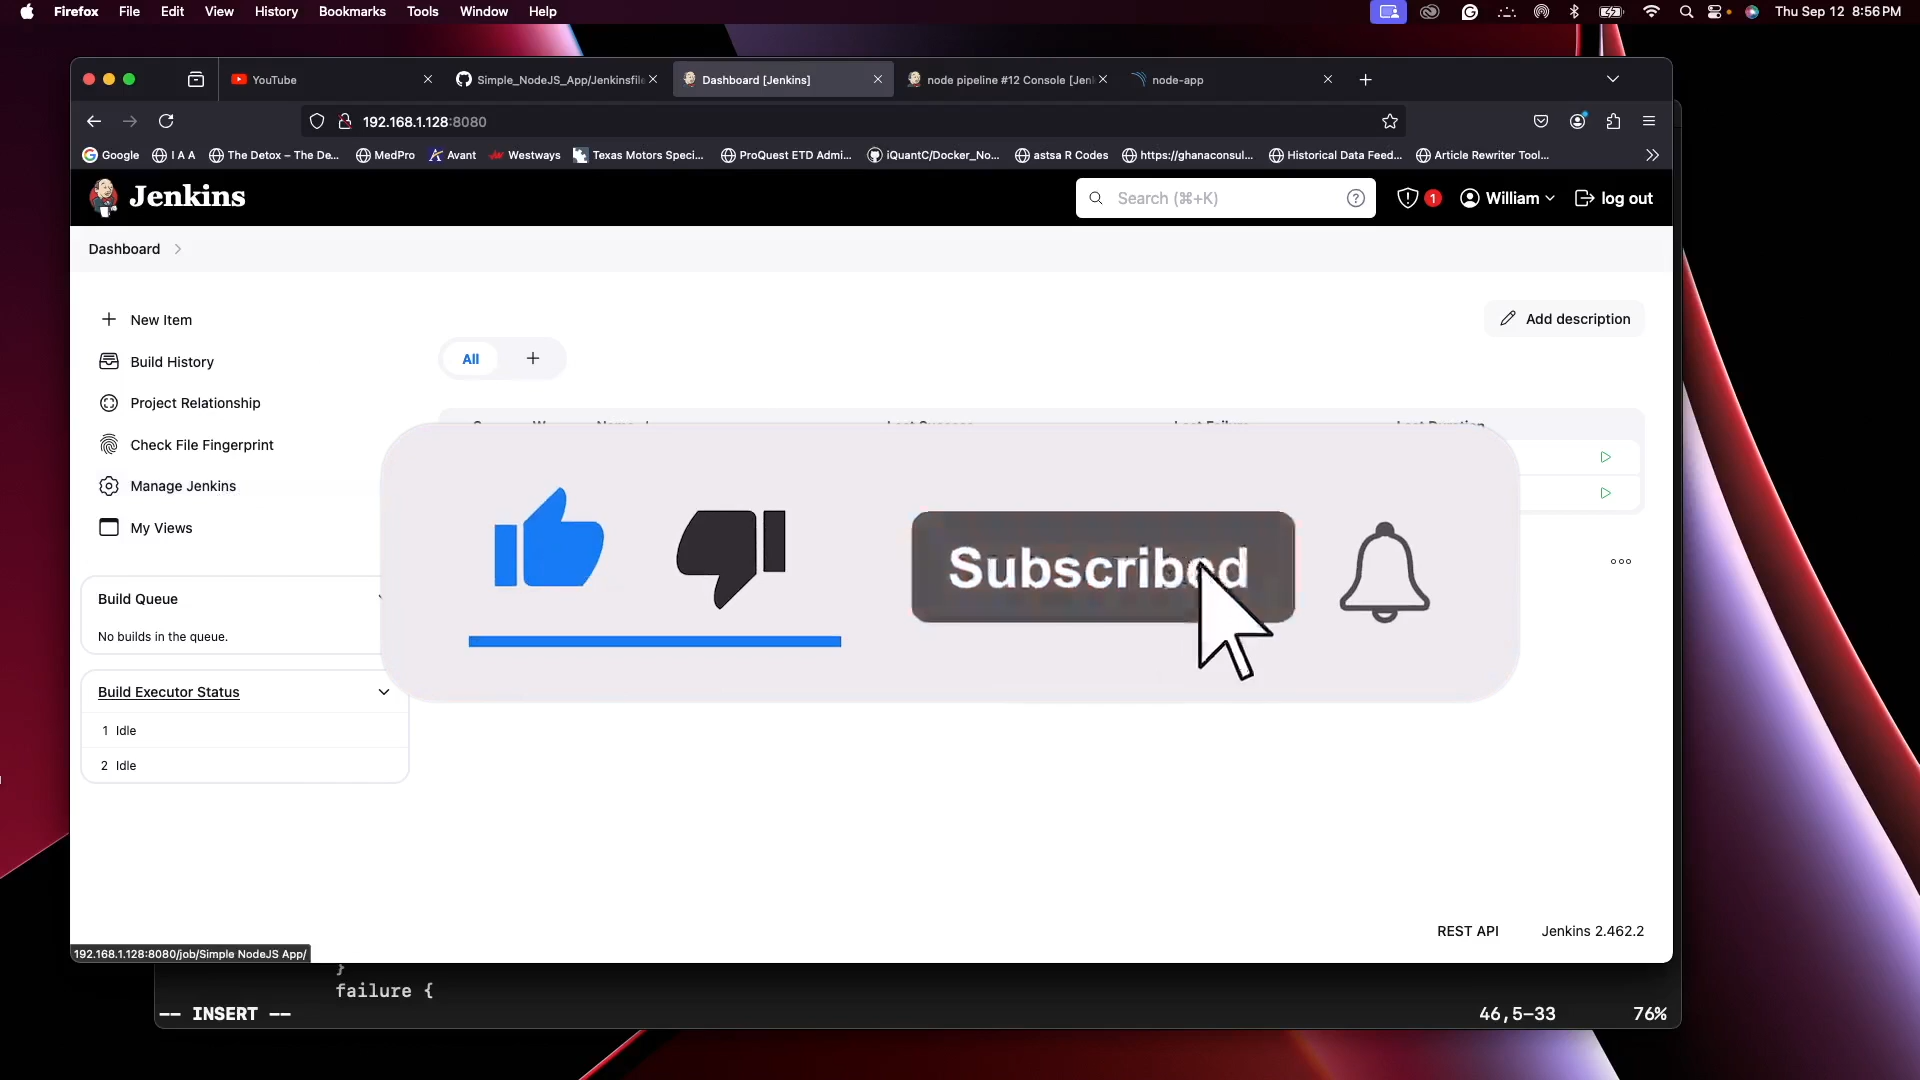 Firefox File Edit View History Bookmarks Tools Window Help Thu Sep 12 8:56 PM
YouTube Simple_NodeJS_App/Jenkinsfile Dashboard [Jenkins] node pipeline #12 Console [Jen node-app
192.168.1.128:8080
Google I A A The Detox – The De... MedPro Avant Westways Texas Motors Speci... ProQuest ETD Admi... iQuantC/Docker_No... astsa R Codes https://ghanaconsul... Historical Data Feed... Article Rewriter Tool...
Jenkins Search (⌘+K) 1 William log out
Dashboard
New Item
Add description
All +
Build History
Project Relationship
Check File Fingerprint
Manage Jenkins
My Views
Subscribed
Build Queue
No builds in the queue.
Build Executor Status
1 Idle
2 Idle
REST API Jenkins 2.462.2
192.168.1.128:8080/job/Simple NodeJS App/
}
failure {
-- INSERT -- 46,5-33 76%